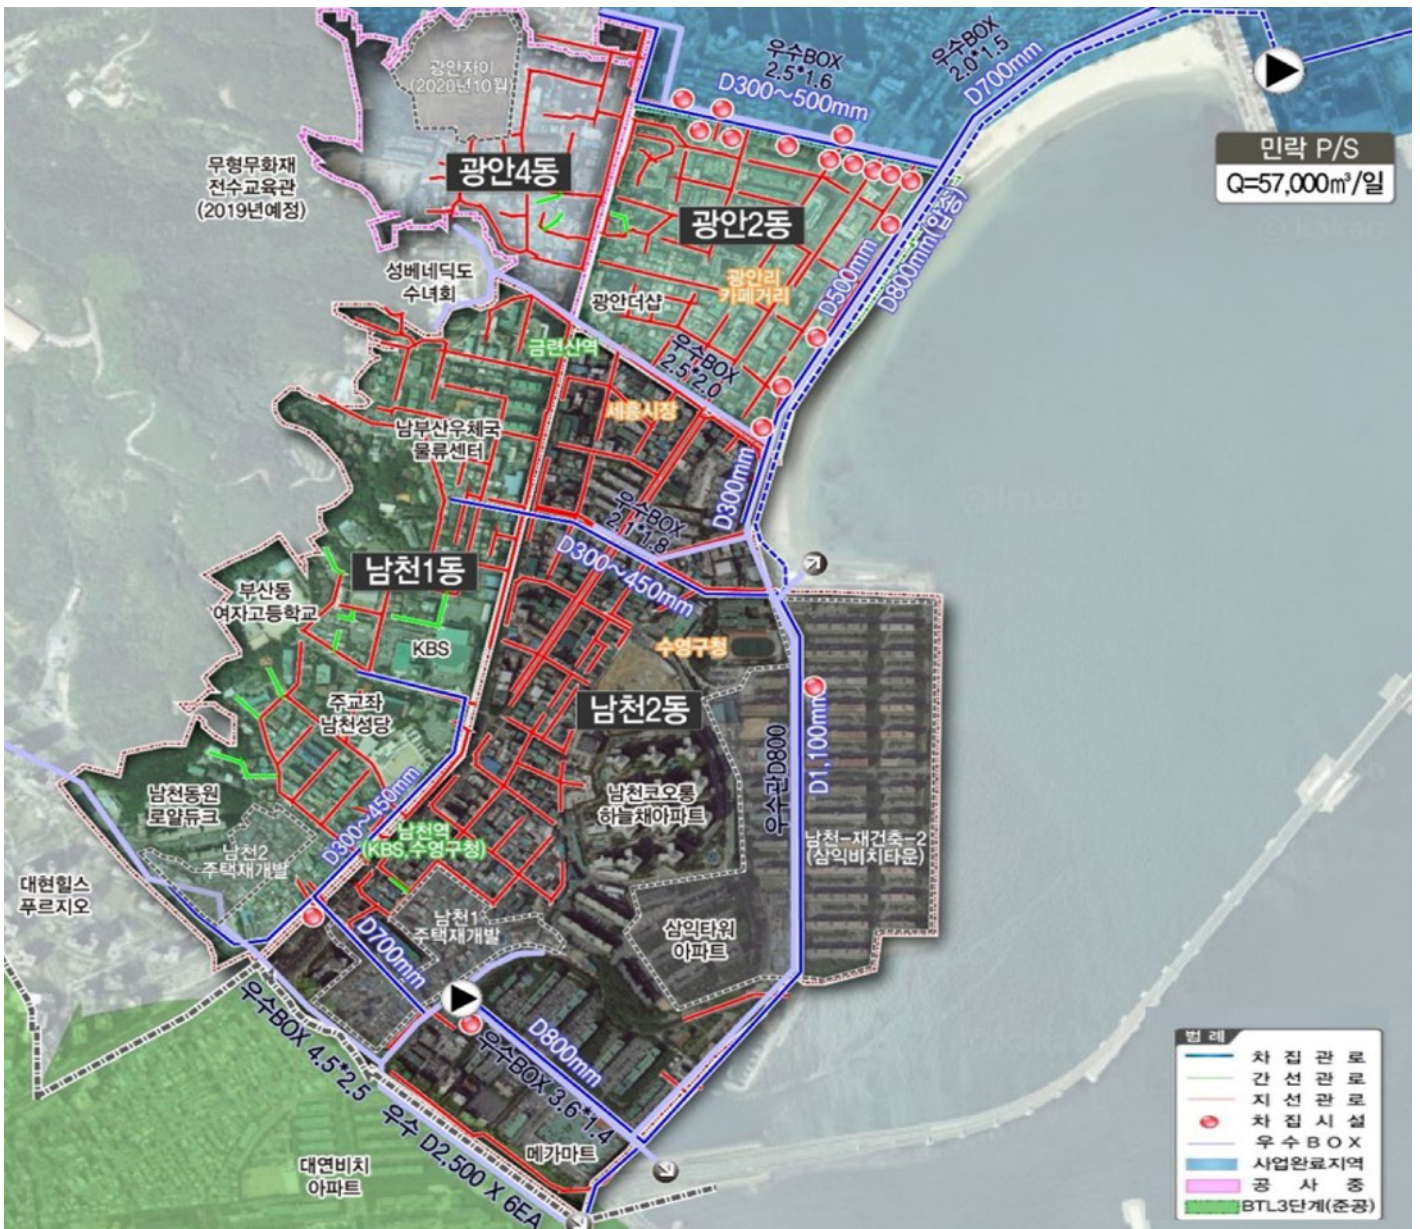 우수BOX
2.5*1.6
D300~500mm
우수BOX
2.0*1.5
D700mm
광안자이
(2020년10월)
민락 P/S
Q=57,000㎥/일
무형무화재
전수교육관
(2019년예정)
광안4동
광안2동
D800mm(압송)
D500mm
성베네딕도
수녀회
광안리
카페거리
광안더샵
금련산역
우수BOX
2.5*2.0
세흥시장
남부산우체국
물류센터
D300mm
우수BOX
2.1*1.8
D300~450mm
남천1동
부산동
여자고등학교
KBS
수영구청
주교좌
남천성당
남천2동
D1,100mm
우수관D800
남천동원
로얄듀크
남천코오롱
하늘채아파트
D300~450mm
남천역
(KBS,수영구청)
남천-재건축-2
(삼익비치타운)
남천2
주택재개발
대현힐스
푸르지오
남천1
주택재개발
삼익타워
아파트
D700mm
우수BOX 4.5*2.5
D800mm
우수BOX 3.6*1.4
우수 D2,500 X 6EA
메가마트
대연비치
아파트
범 례
차 집 관 로
간 선 관 로
지 선 관 로
차 집 시 설
우 수 B O X
사업완료지역
공 사 중
BTL3단계(준공)